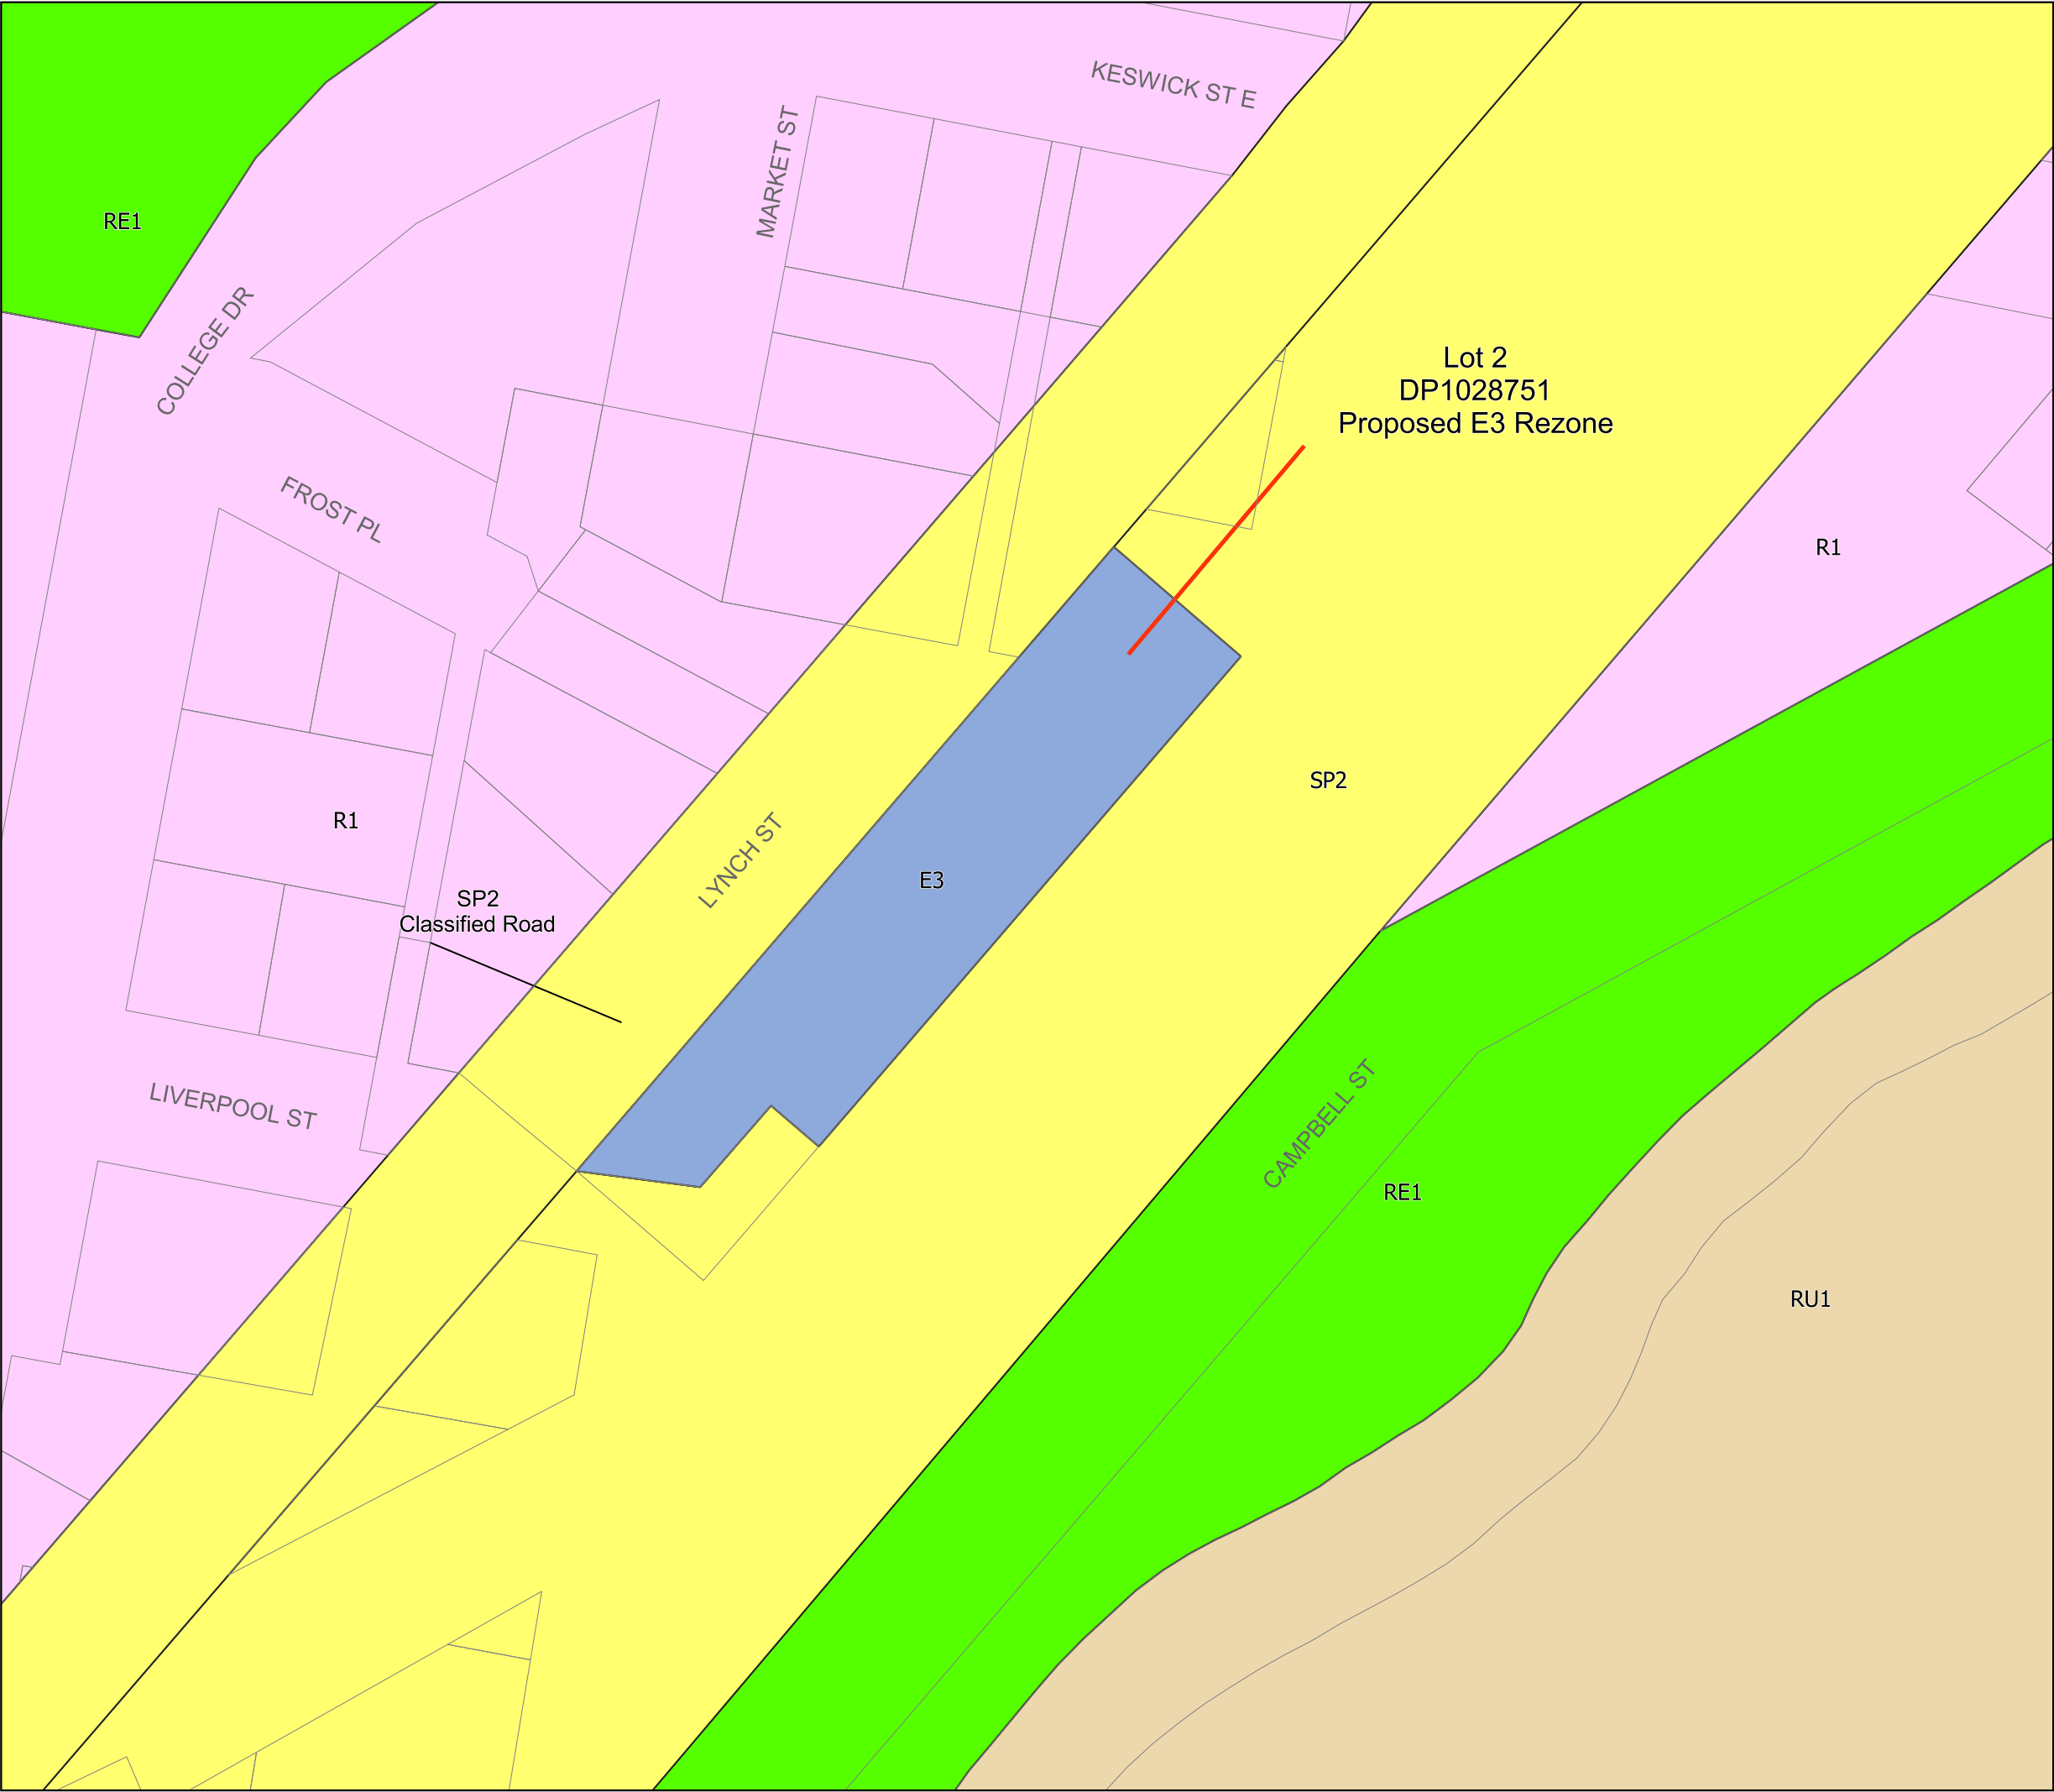 KESWICK ST E
MARKET ST
RE1
COLLEGE DR
Lot 2
DP1028751
Proposed E3 Rezone
FROST PL
R1
SP2
R1
LYNCH ST
E3
SP2
Classified Road
LIVERPOOL ST
CAMPBELL ST
RE1
RU1